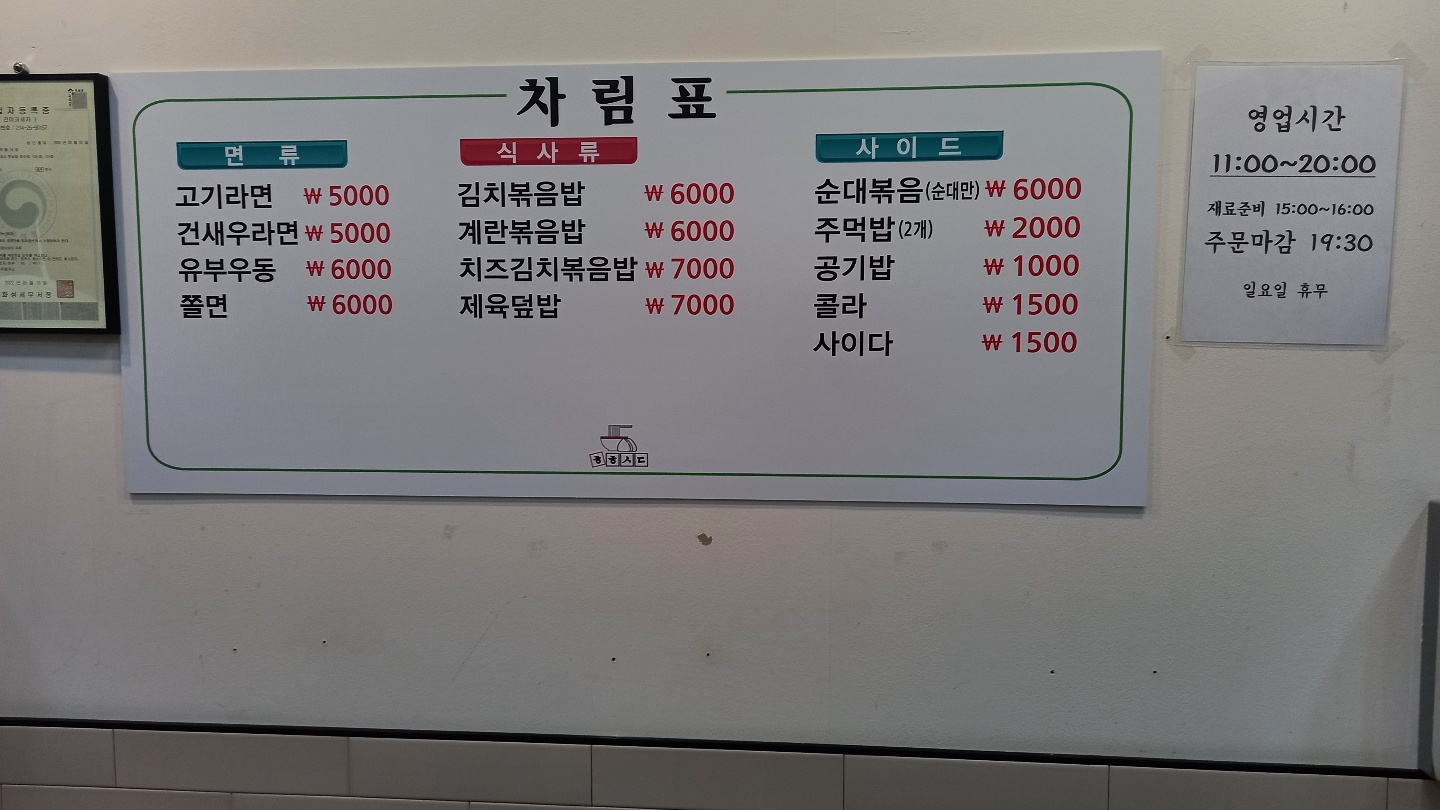 차림표
면류
고기라면 ₩5000
건새우라면 ₩5000
유부우동 ₩6000
쫄면 ₩6000
식사류
김치볶음밥 ₩6000
계란볶음밥 ₩6000
치즈김치볶음밥 ₩7000
제육덮밥 ₩7000
사이드
순대볶음(순대만) ₩6000
주먹밥(2개) ₩2000
공기밥 ₩1000
콜라 ₩1500
사이다 ₩1500
영업시간
11:00~20:00
재료준비 15:00~16:00
주문마감 19:30
일요일 휴무